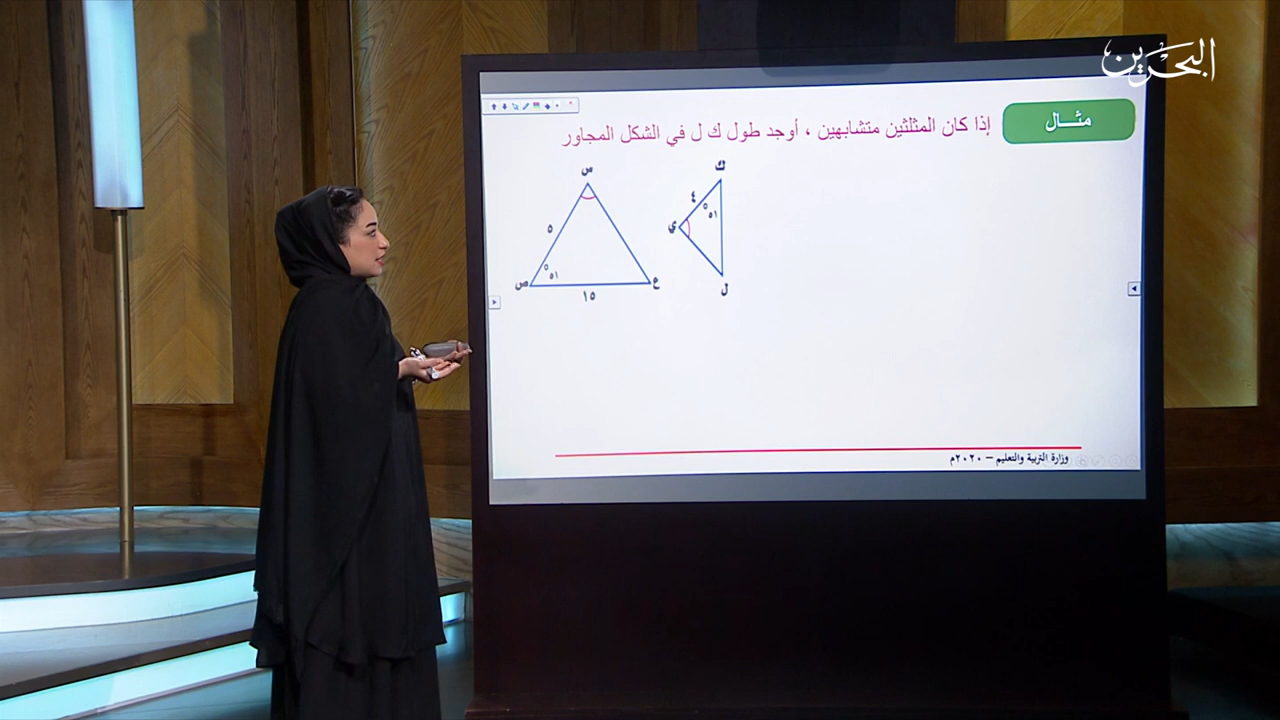 البحرين
مثـــال
إذا كان المثلثين متشابهين ، أوجد طول ك ل في الشكل المجاور
س
٥
٥١°
ص
١٥
ع
ك
٤
٥١°
ي
ل
وزارة التربية والتعليم – ٢٠٢٠م